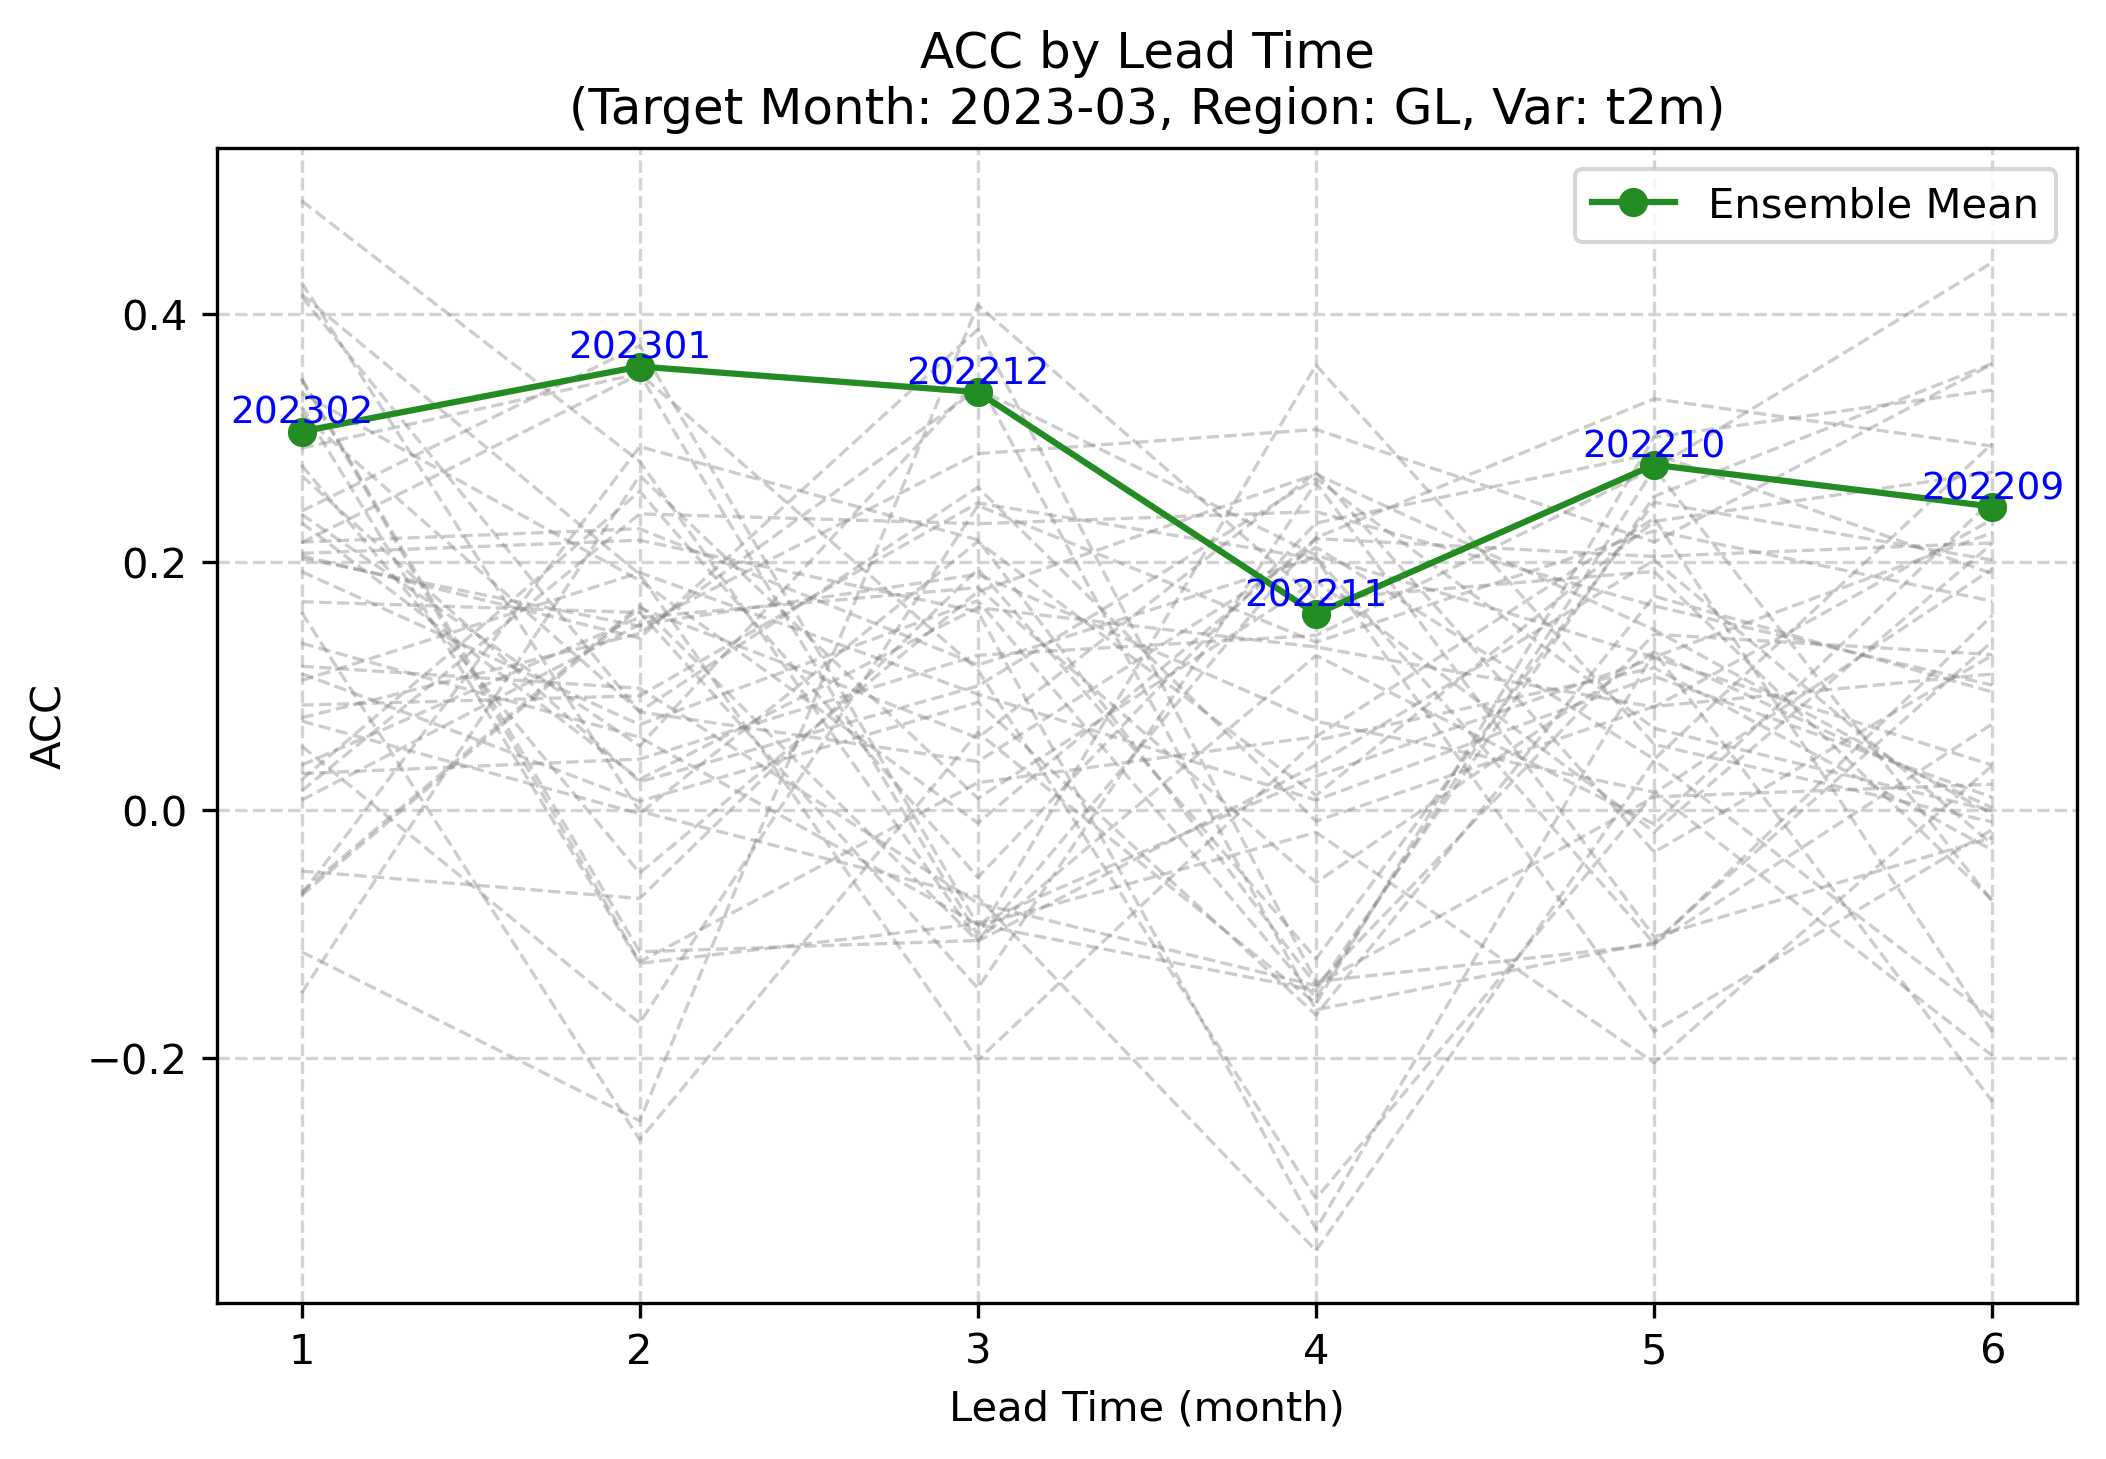 ACC by Lead Time
(Target Month: 2023-03, Region: GL, Var: t2m)
Ensemble Mean
202302
202301
202212
202211
202210
202209
ACC
0.4
0.2
0.0
−0.2
1 2 3 4 5 6
Lead Time (month)